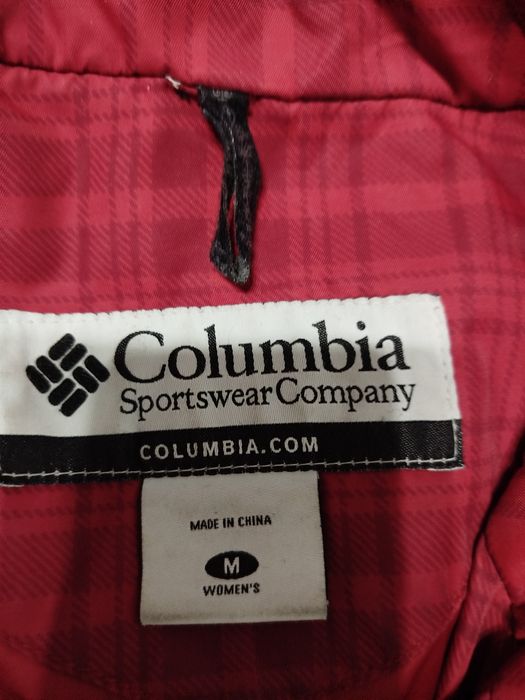 Columbia
Sportswear Company
COLUMBIA.COM
MADE IN CHINA
M
WOMEN'S